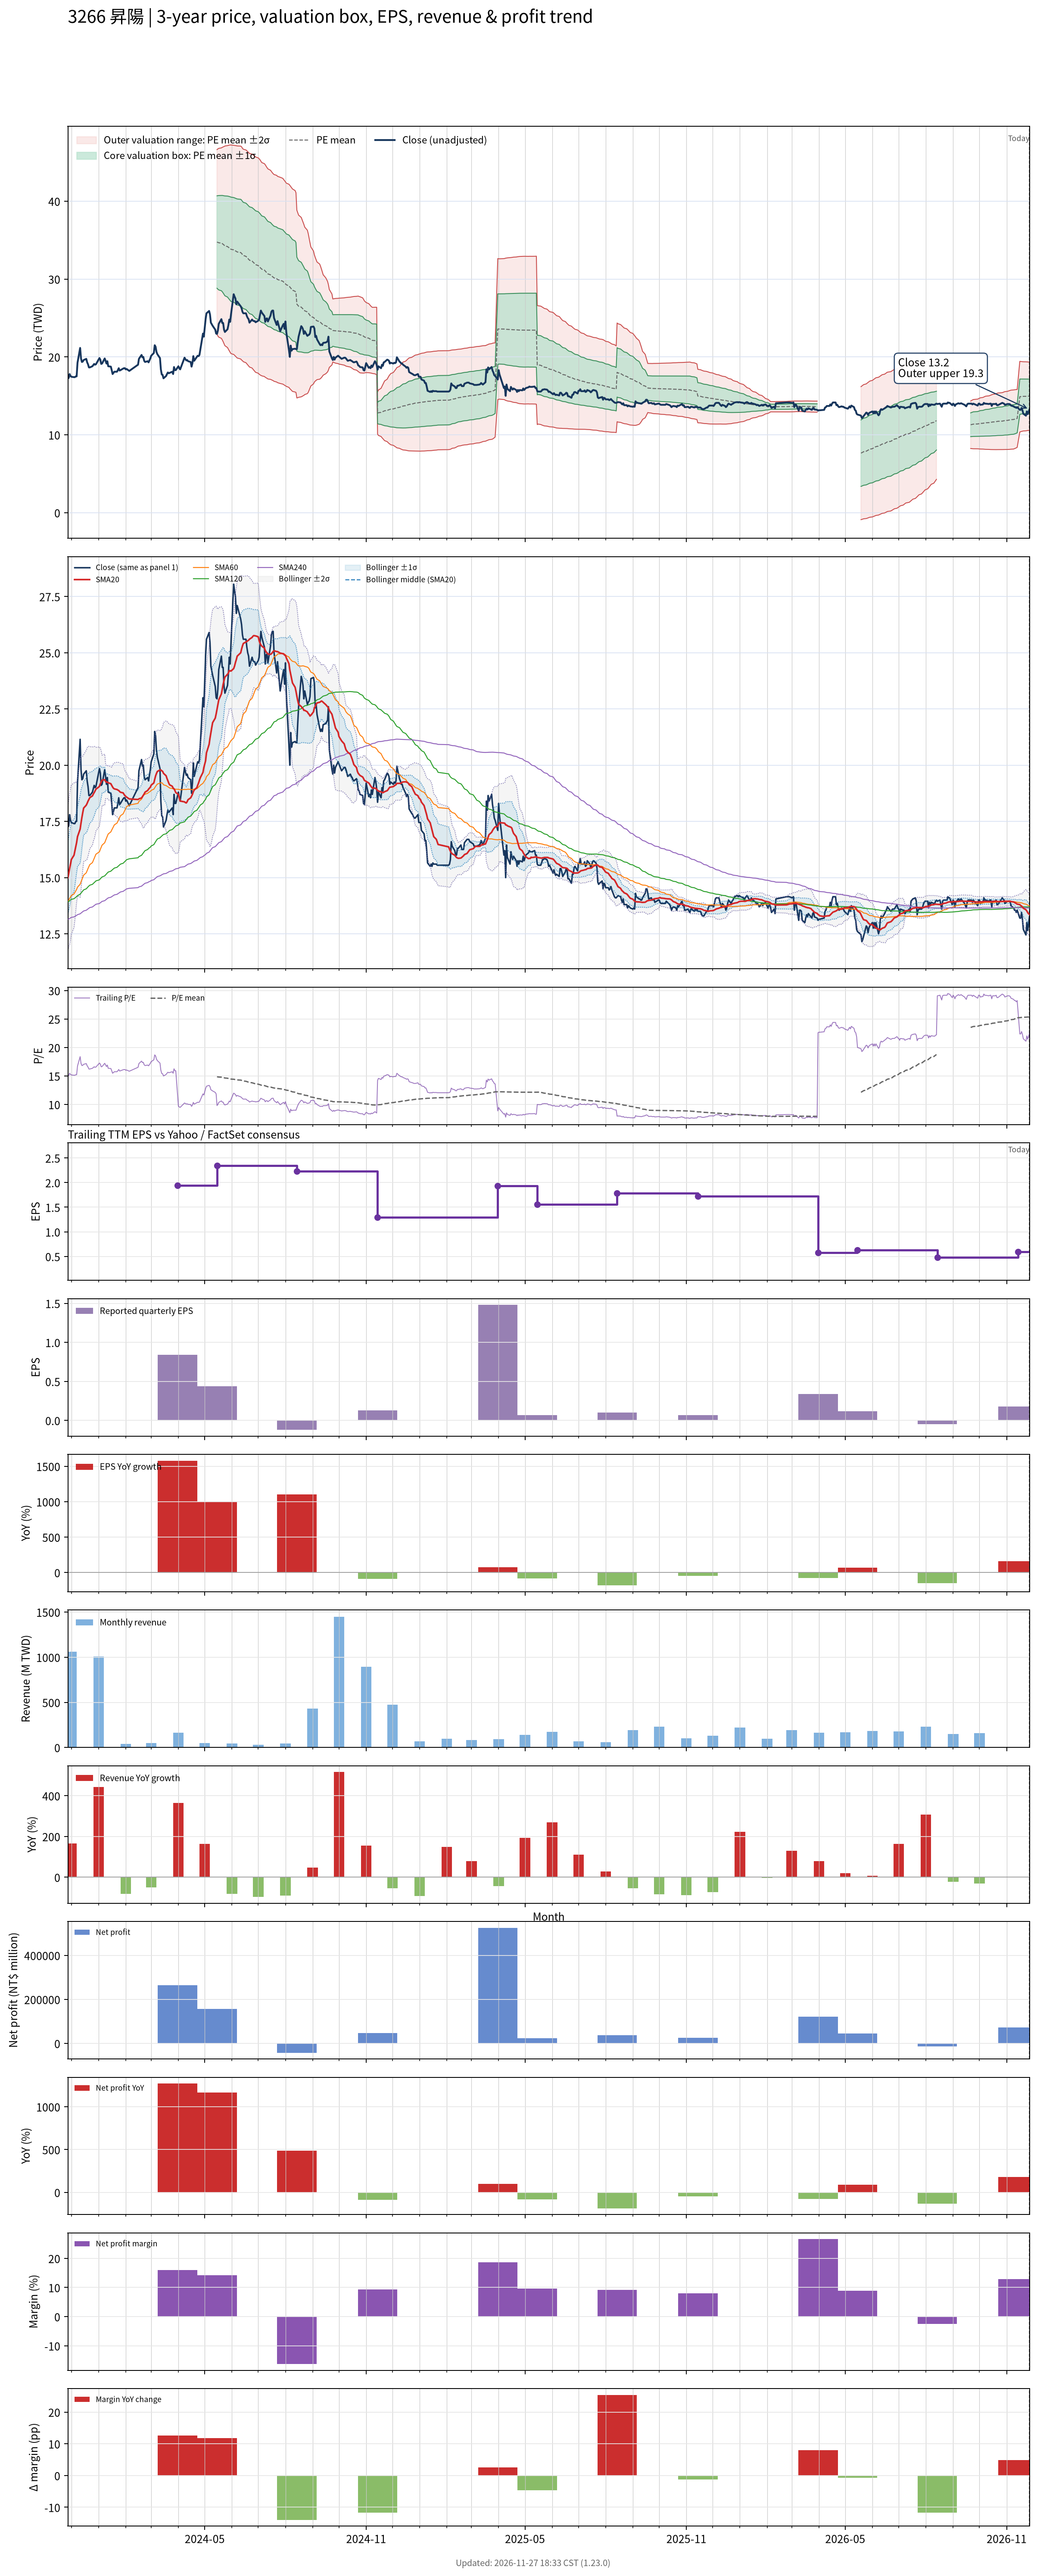 3266 昇陽 | 3-year price, valuation box, EPS, revenue & profit trend
Outer valuation range: PE mean ±2σ
Core valuation box: PE mean ±1σ
PE mean
Close (unadjusted)
Today
Close 13.2
Outer upper 19.3
Price (TWD)
40
30
20
10
0
Close (same as panel 1)
SMA20
SMA60
SMA120
SMA240
Bollinger ±2σ
Bollinger ±1σ
Bollinger middle (SMA20)
Price
27.5
25.0
22.5
20.0
17.5
15.0
12.5
Trailing P/E
P/E mean
P/E
30
25
20
15
10
Trailing TTM EPS vs Yahoo / FactSet consensus
Today
EPS
2.5
2.0
1.5
1.0
0.5
Reported quarterly EPS
EPS
1.5
1.0
0.5
0.0
EPS YoY growth
YoY (%)
1500
1000
500
0
Monthly revenue
Revenue (M TWD)
1500
1000
500
0
Revenue YoY growth
YoY (%)
400
200
0
Month
Net profit
Net profit (NT$ million)
400000
200000
0
Net profit YoY
YoY (%)
1000
500
0
Net profit margin
Margin (%)
20
10
0
-10
Margin YoY change
Δ margin (pp)
20
10
0
-10
2024-05
2024-11
2025-05
2025-11
2026-05
2026-11
Updated: 2026-11-27 18:33 CST (1.23.0)